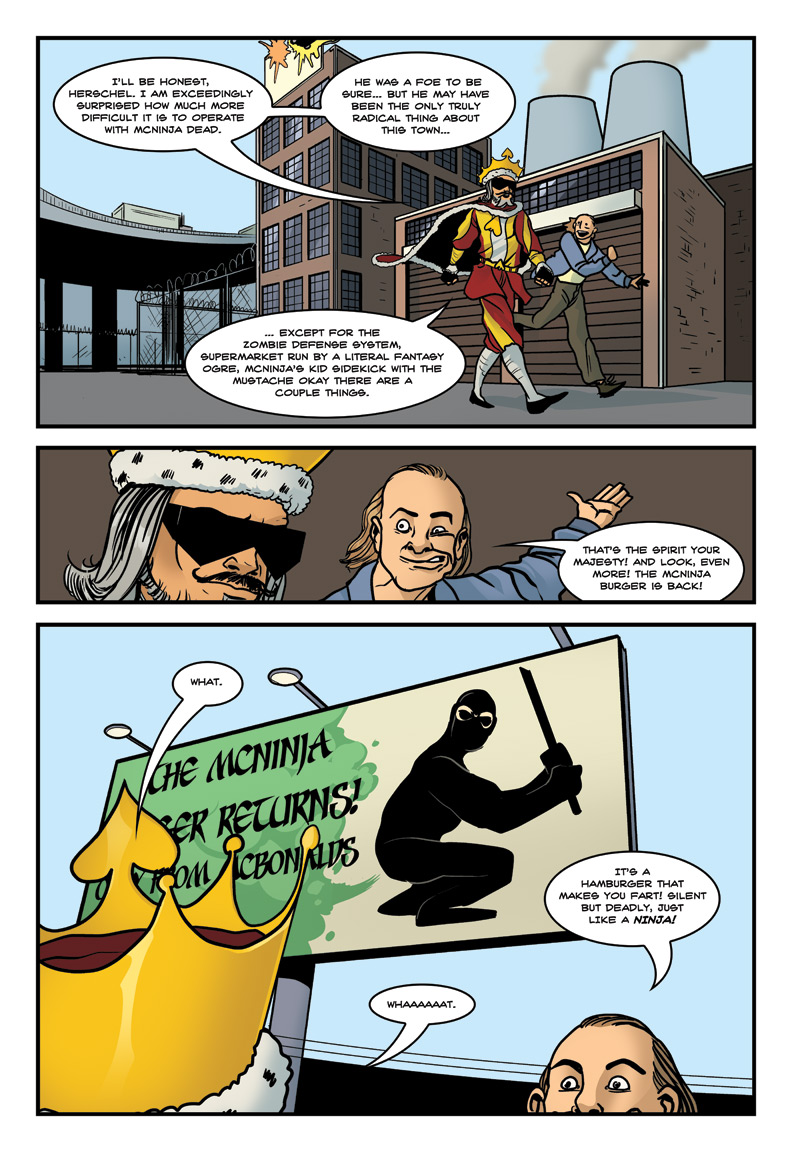 I'LL BE HONEST,
HERSCHEL. I AM EXCEEDINGLY
SURPRISED HOW MUCH MORE
DIFFICULT IT IS TO OPERATE
WITH MCNINJA DEAD.
HE WAS A FOE TO BE
SURE... BUT HE MAY HAVE
BEEN THE ONLY TRULY
RADICAL THING ABOUT
THIS TOWN...
... EXCEPT FOR THE
ZOMBIE DEFENSE SYSTEM,
SUPERMARKET RUN BY A LITERAL FANTASY
OGRE, MCNINJA'S KID SIDEKICK WITH THE
MUSTACHE OKAY THERE ARE A
COUPLE THINGS.
THAT'S THE SPIRIT YOUR
MAJESTY! AND LOOK, EVEN
MORE! THE MCNINJA
BURGER IS BACK!
WHAT.
THE MCNINJA
GER RETURNS!
OM CBONALDS
IT'S A
HAMBURGER THAT
MAKES YOU FART! SILENT
BUT DEADLY, JUST
LIKE A NINJA!
WHAAAAAAT.